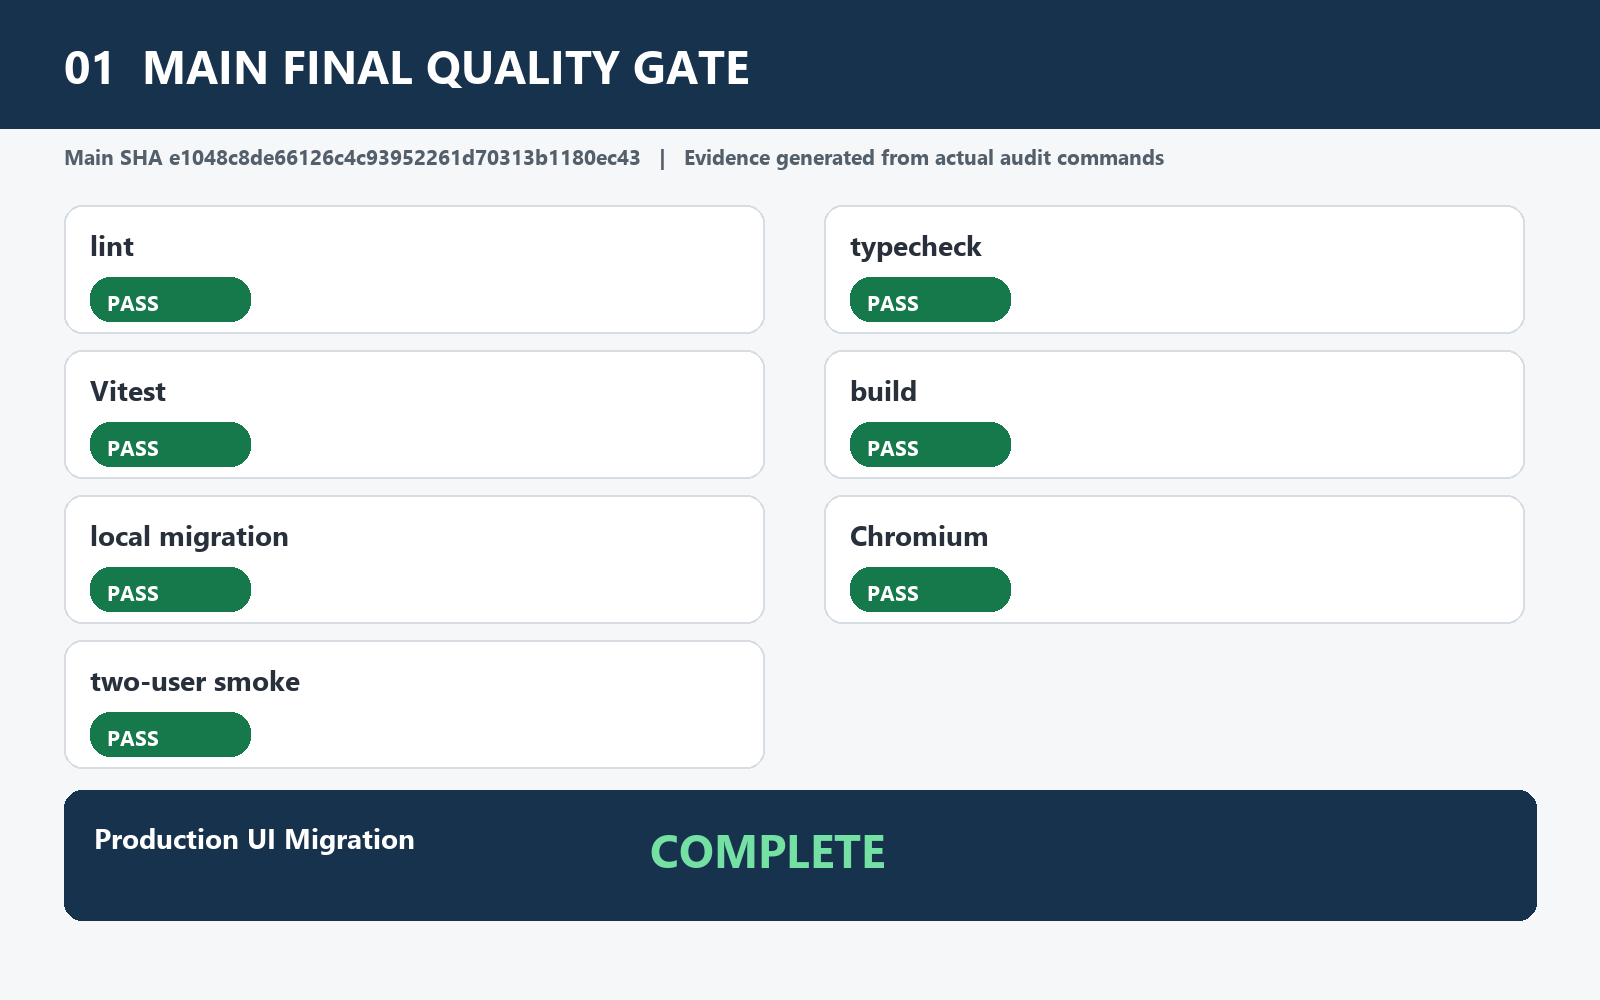 01 MAIN FINAL QUALITY GATE
Main SHA e1048c8de66126c4c93952261d70313b1180ec43 | Evidence generated from actual audit commands
lint
PASS
typecheck
PASS
Vitest
PASS
build
PASS
local migration
PASS
Chromium
PASS
two-user smoke
PASS
Production UI Migration
COMPLETE